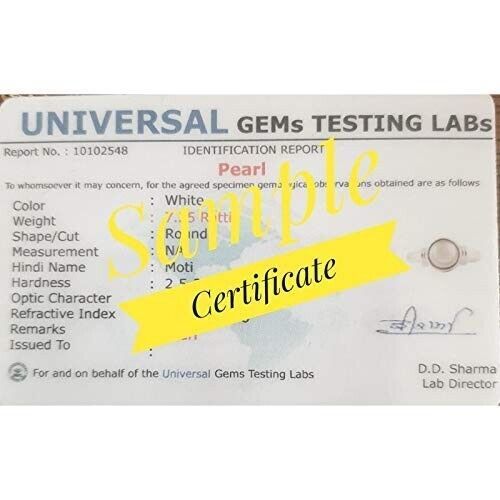 UNIVERSAL GEMs TESTING LABs
Report No. : 10102548 IDENTIFICATION REPORT
Pearl
To whomsoever it may concern, for the agreed specimen obtained are as follows
Color : White
Weight : Ratti
Shape/Cut : Round
Measurement : N/A
Hindi Name : Moti
Hardness :
Optic Character
Refractive Index
Remarks
Issued To :
Sample
Certificate
For and on behalf of the Universal Gems Testing Labs
D.D. Sharma
Lab Director